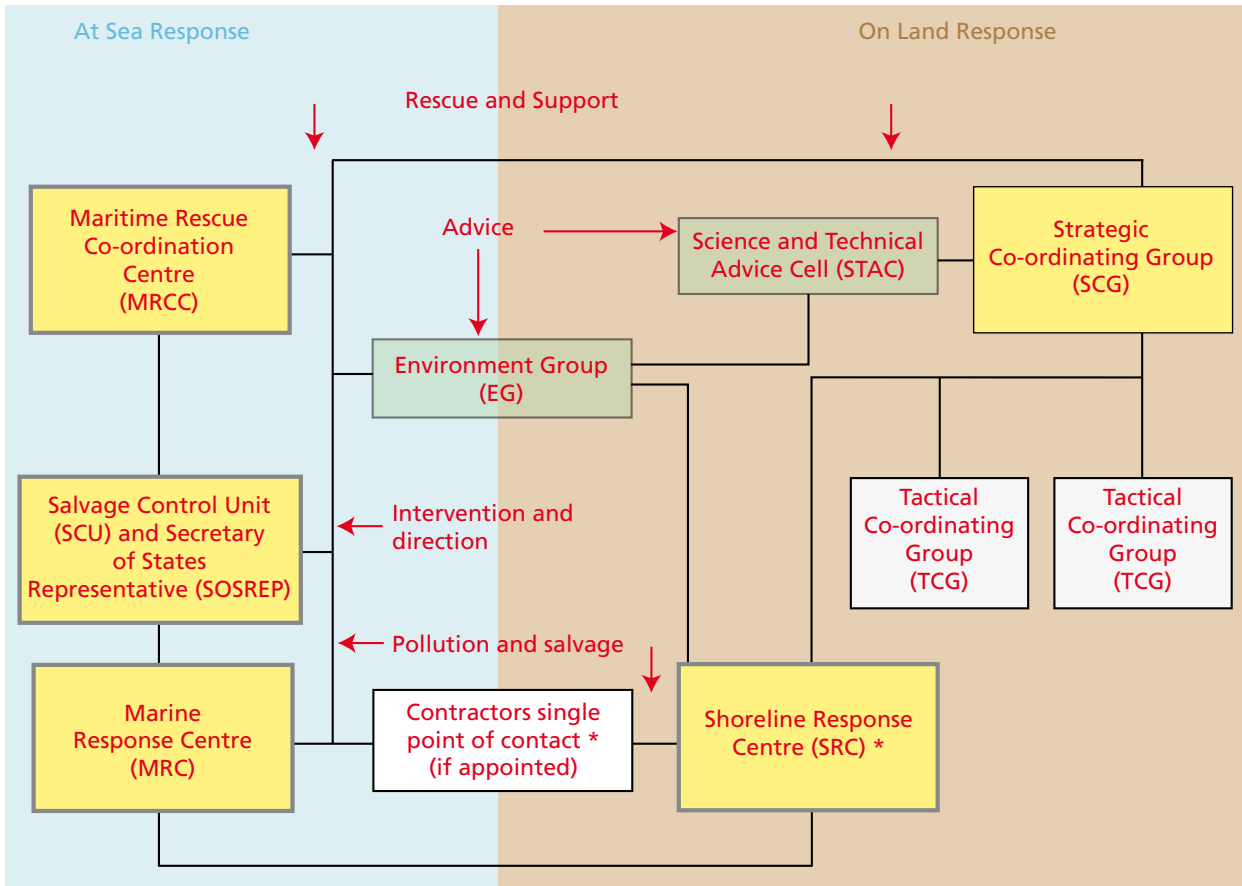 At Sea Response
On Land Response
Rescue and Support
Maritime Rescue
Co-ordination
Centre
(MRCC)
Advice
Science and Technical
Advice Cell (STAC)
Strategic
Co-ordinating Group
(SCG)
Environment Group
(EG)
Salvage Control Unit
(SCU) and Secretary
of States
Representative (SOSREP)
Intervention and
direction
Tactical
Co-ordinating
Group
(TCG)
Tactical
Co-ordinating
Group
(TCG)
Pollution and salvage
Marine
Response Centre
(MRC)
Contractors single
point of contact *
(if appointed)
Shoreline Response
Centre (SRC) *